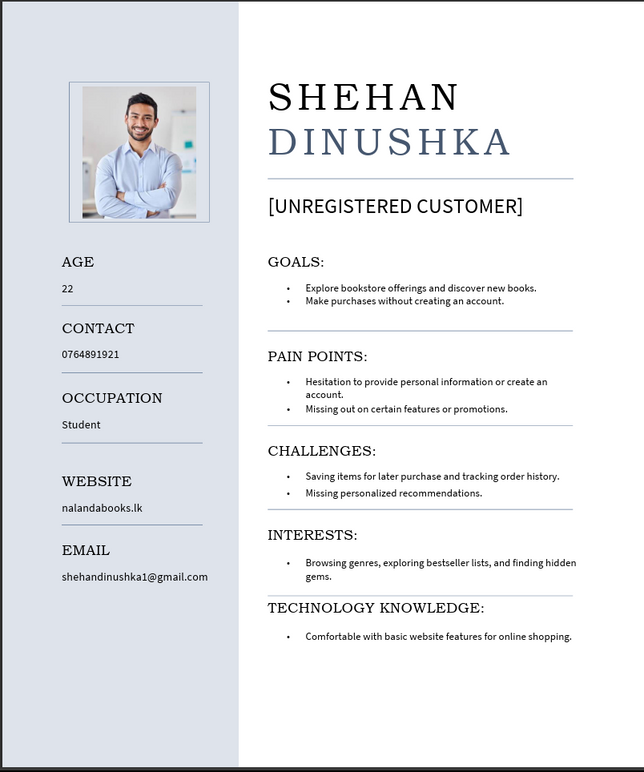 SHEHAN
DINUSHKA
[UNREGISTERED CUSTOMER]
AGE
22
CONTACT
0764891921
OCCUPATION
Student
WEBSITE
nalandabooks.lk
EMAIL
shehandinushka1@gmail.com
GOALS:
• Explore bookstore offerings and discover new books.
• Make purchases without creating an account.
PAIN POINTS:
• Hesitation to provide personal information or create an
account.
• Missing out on certain features or promotions.
CHALLENGES:
• Saving items for later purchase and tracking order history.
• Missing personalized recommendations.
INTERESTS:
• Browsing genres, exploring bestseller lists, and finding hidden
gems.
TECHNOLOGY KNOWLEDGE:
• Comfortable with basic website features for online shopping.